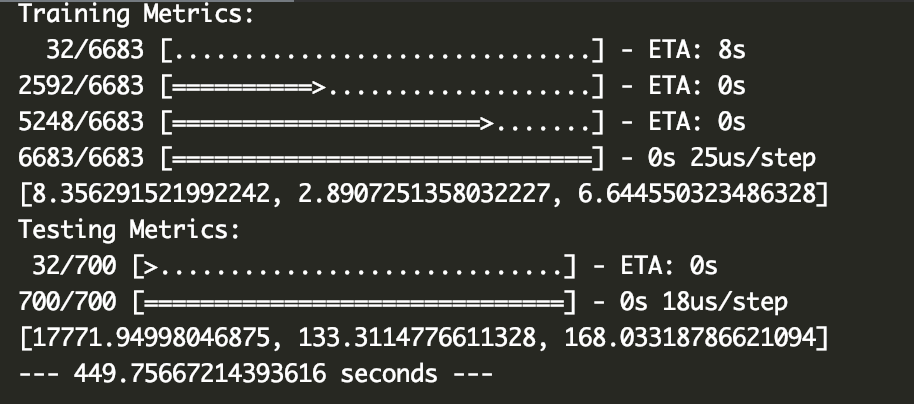 Training Metrics:
32/6683 [..............................] - ETA: 8s
2592/6683 [==========>...................] - ETA: 0s
5248/6683 [======================>.......] - ETA: 0s
6683/6683 [==============================] - 0s 25us/step
[8.356291521992242, 2.8907251358032227, 6.644550323486328]
Testing Metrics:
32/700 [>.............................] - ETA: 0s
700/700 [==============================] - 0s 18us/step
[17771.94998046875, 133.3114776611328, 168.03318786621094]
--- 449.75667214393616 seconds ---